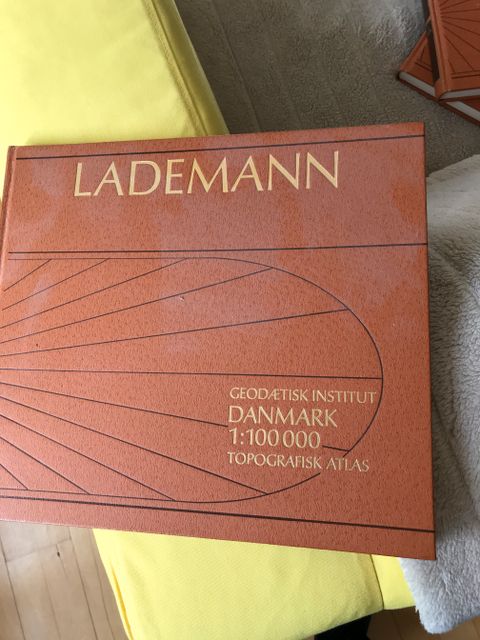 LADEMANN
GEODÆTISK INSTITUT
DANMARK
1:100 000
TOPOGRAFISK ATLAS